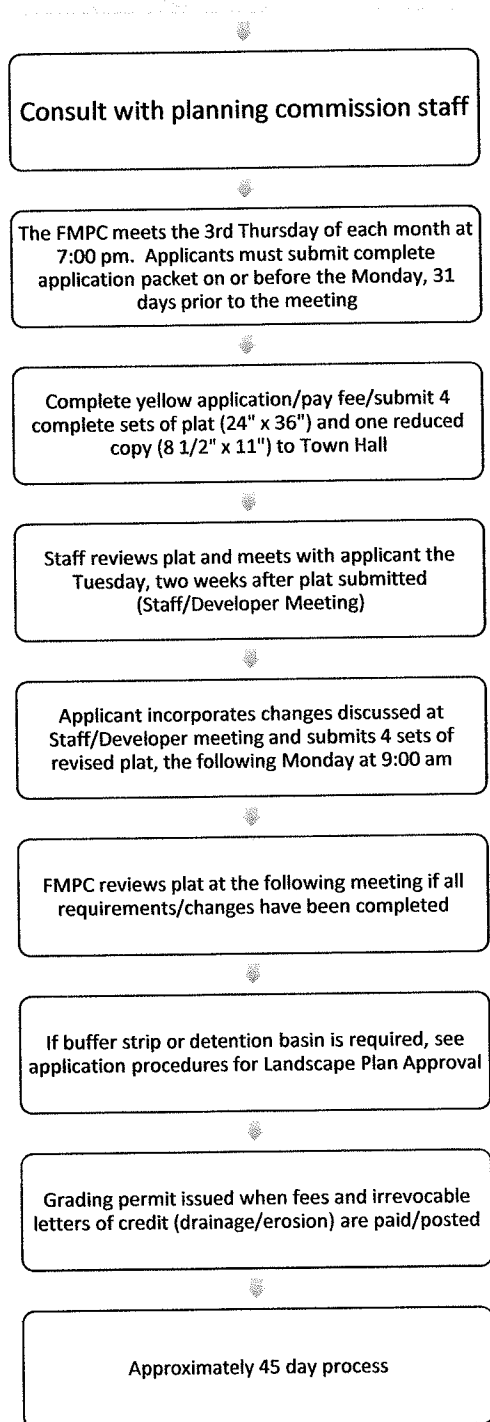 Consult with planning commission staff
The FMPC meets the 3rd Thursday of each month at
7:00 pm. Applicants must submit complete
application packet on or before the Monday, 31
days prior to the meeting
Complete yellow application/pay fee/submit 4
complete sets of plat (24" x 36") and one reduced
copy (8 1/2" x 11") to Town Hall
Staff reviews plat and meets with applicant the
Tuesday, two weeks after plat submitted
(Staff/Developer Meeting)
Applicant incorporates changes discussed at
Staff/Developer meeting and submits 4 sets of
revised plat, the following Monday at 9:00 am
FMPC reviews plat at the following meeting if all
requirements/changes have been completed
If buffer strip or detention basin is required, see
application procedures for Landscape Plan Approval
Grading permit issued when fees and irrevocable
letters of credit (drainage/erosion) are paid/posted
Approximately 45 day process